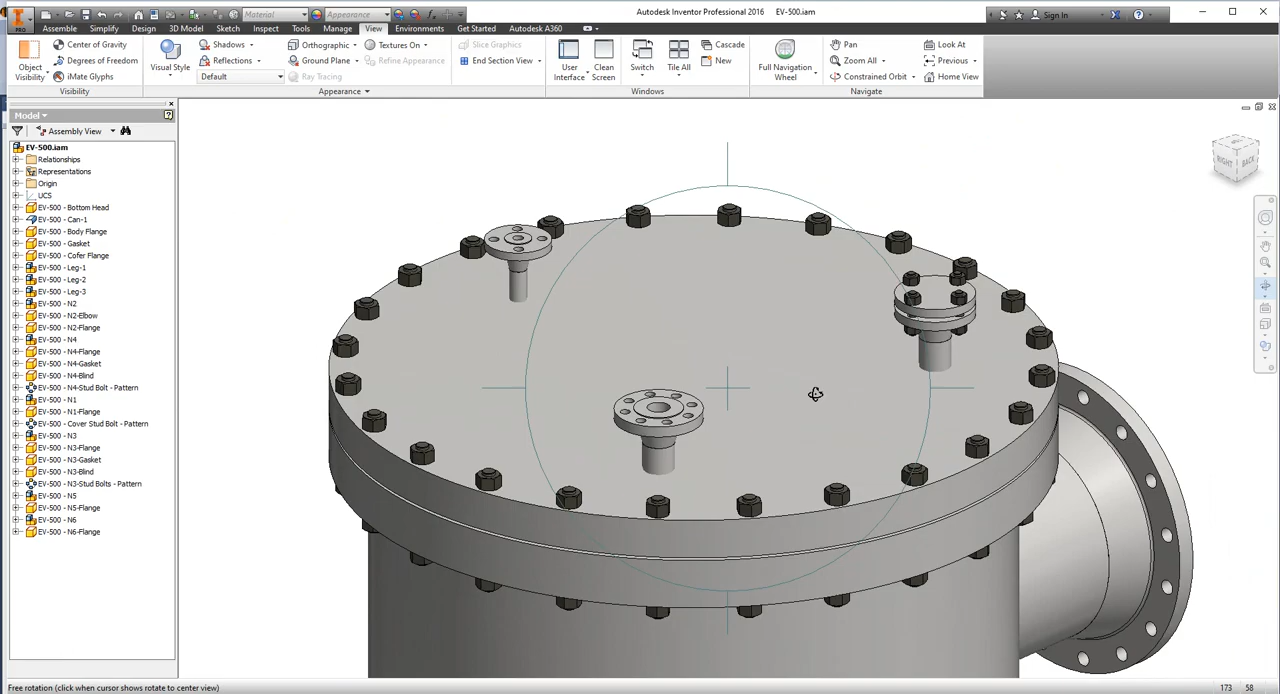 Autodesk Inventor Professional 2016 EV-500.iam
Material
Appearance
Sign In
PRO
Assemble Simplify Design 3D Model Sketch Inspect Tools Manage View Environments Get Started Autodesk A360
Object Visibility
Center of Gravity
Degrees of Freedom
iMate Glyphs
Visibility
Visual Style
Shadows
Reflections
Default
Orthographic
Ground Plane
Ray Tracing
Textures On
Refine Appearance
Slice Graphics
End Section View
Appearance
User Interface
Clean Screen
Switch
Tile All
Cascade
New
Windows
Full Navigation Wheel
Pan
Zoom All
Constrained Orbit
Look At
Previous
Home View
Navigate
Model
Assembly View
EV-500.iam
Relationships
Representations
Origin
UCS
EV-500 - Bottom Head
EV-500 - Can-1
EV-500 - Body Flange
EV-500 - Gasket
EV-500 - Cofer Flange
EV-500 - Leg-1
EV-500 - Leg-2
EV-500 - Leg-3
EV-500 - N2
EV-500 - N2-Elbow
EV-500 - N2-Flange
EV-500 - N4
EV-500 - N4-Flange
EV-500 - N4-Gasket
EV-500 - N4-Blind
EV-500 - N4-Stud Bolt - Pattern
EV-500 - N1
EV-500 - N1-Flange
EV-500 - Cover Stud Bolt - Pattern
EV-500 - N3
EV-500 - N3-Flange
EV-500 - N3-Gasket
EV-500 - N3-Blind
EV-500 - N3-Stud Bolts - Pattern
EV-500 - N5
EV-500 - N5-Flange
EV-500 - N6
EV-500 - N6-Flange
RIGHT BACK
Free rotation (click when cursor shows rotate to center view)
173 58